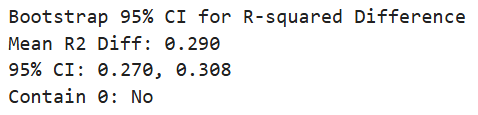 Bootstrap 95% CI for R-squared Difference
Mean R2 Diff: 0.290
95% CI: 0.270, 0.308
Contain 0: No